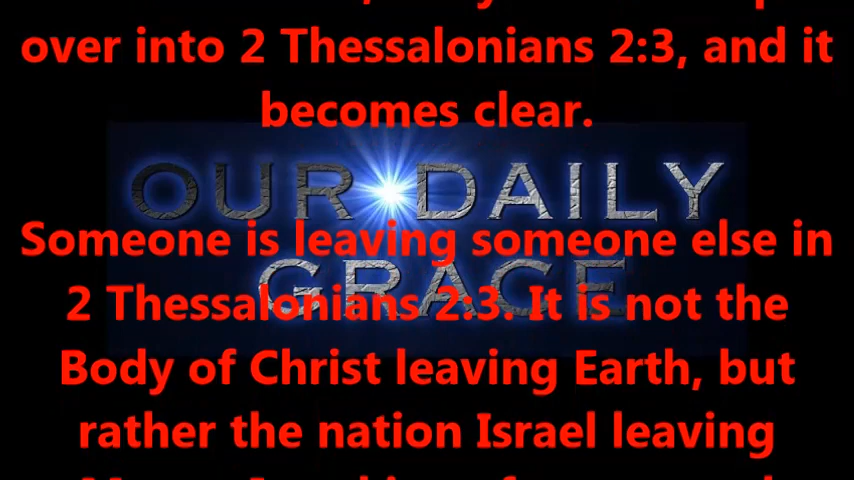 over into 2 Thessalonians 2:3, and it
becomes clear.
OUR DAILY
GRACE
Someone is leaving someone else in
2 Thessalonians 2:3. It is not the
Body of Christ leaving Earth, but
rather the nation Israel leaving